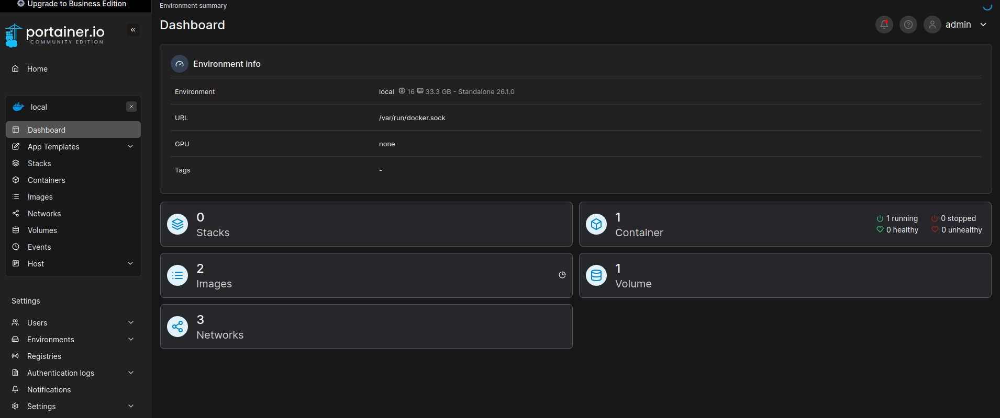 Upgrade to Business Edition
portainer.io
COMMUNITY EDITION
Home
local
Dashboard
App Templates
Stacks
Containers
Images
Networks
Volumes
Events
Host
Settings
Users
Environments
Registries
Authentication logs
Notifications
Settings
Environment summary
Dashboard
admin
Environment info
Environment local 16 33.3 GB - Standalone 26.1.0
URL /var/run/docker.sock
GPU none
Tags -
0
Stacks
1
Container
1 running 0 stopped
0 healthy 0 unhealthy
2
Images
1
Volume
3
Networks